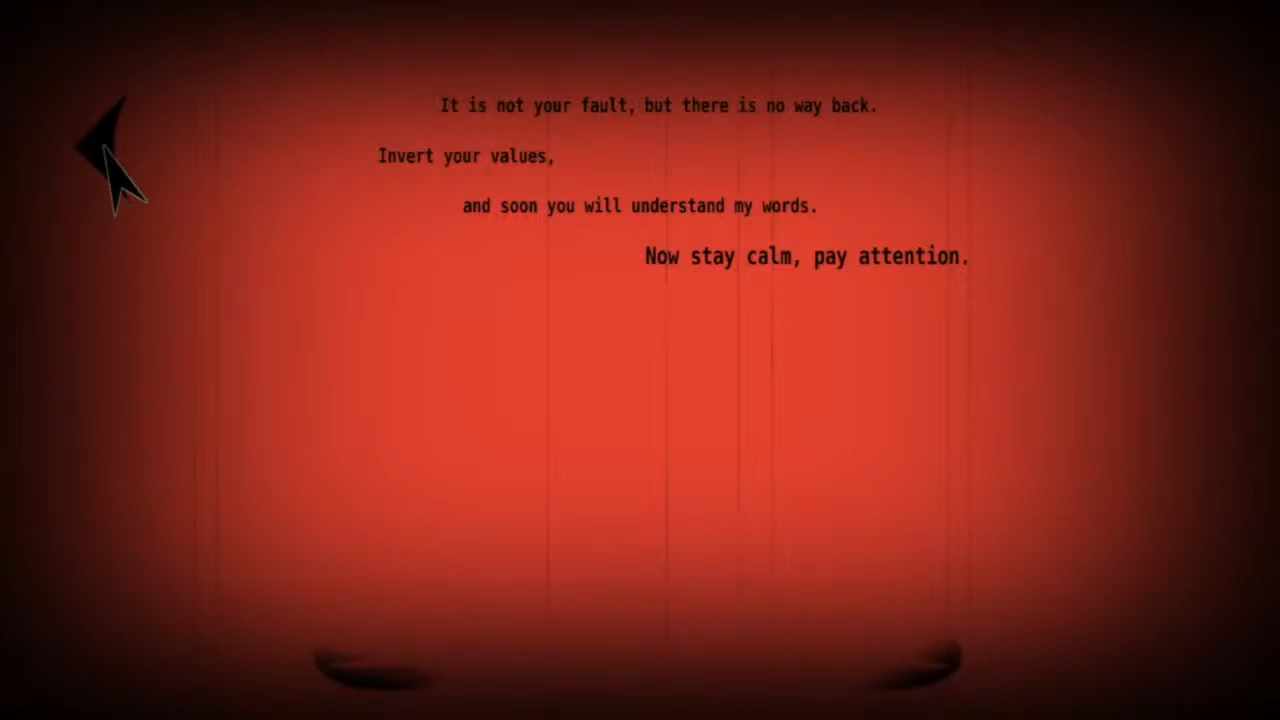 It is not your fault, but there is no way back.
Invert your values,
and soon you will understand my words.
Now stay calm, pay attention.